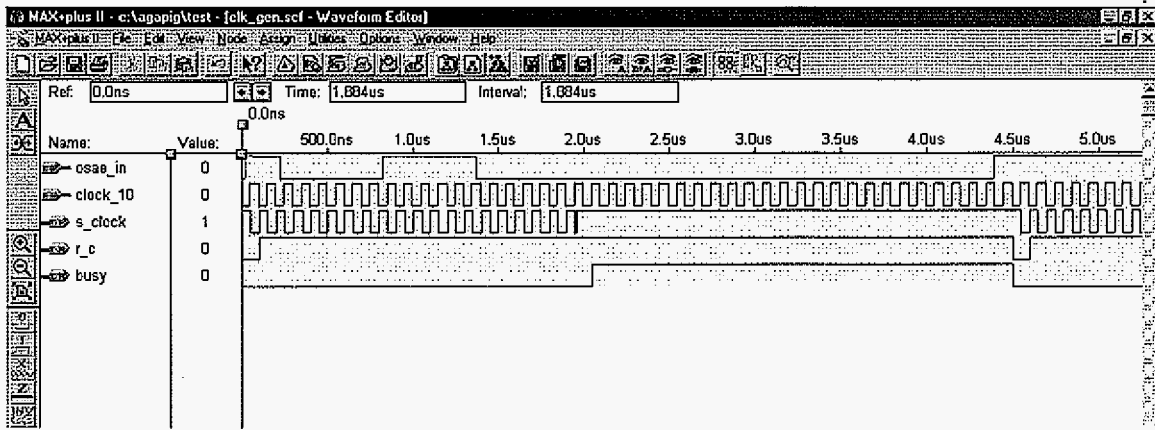 MAX+plus II - c:\agapig\test - [clk_gen.scf - Waveform Editor]
MAX+plus II File Edit View Node Assign Utilities Options Window Help
Ref: 0.0ns Time: 1.884us Interval: 1.884us
0.0ns
Name: Value: 500.0ns 1.0us 1.5us 2.0us 2.5us 3.0us 3.5us 4.0us 4.5us 5.0us
0
clock_10 0
s_clock 1
r_c 0
busy 0